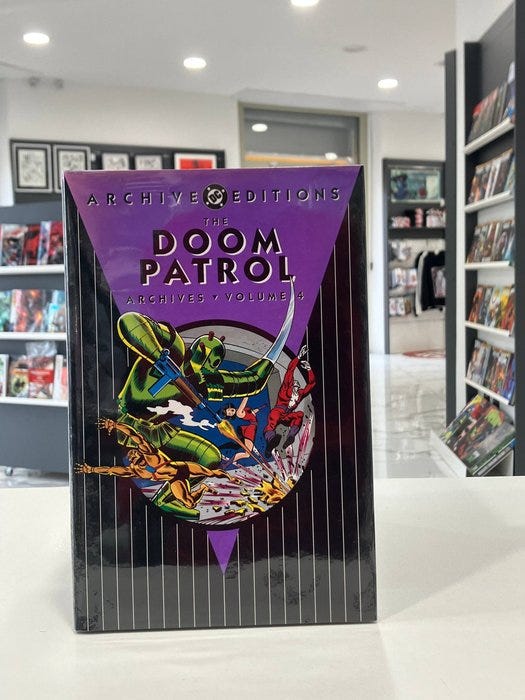 ARCHIVE DC EDITIONS
THE
DOOM
PATROL
ARCHIVES ▾ VOLUME 4